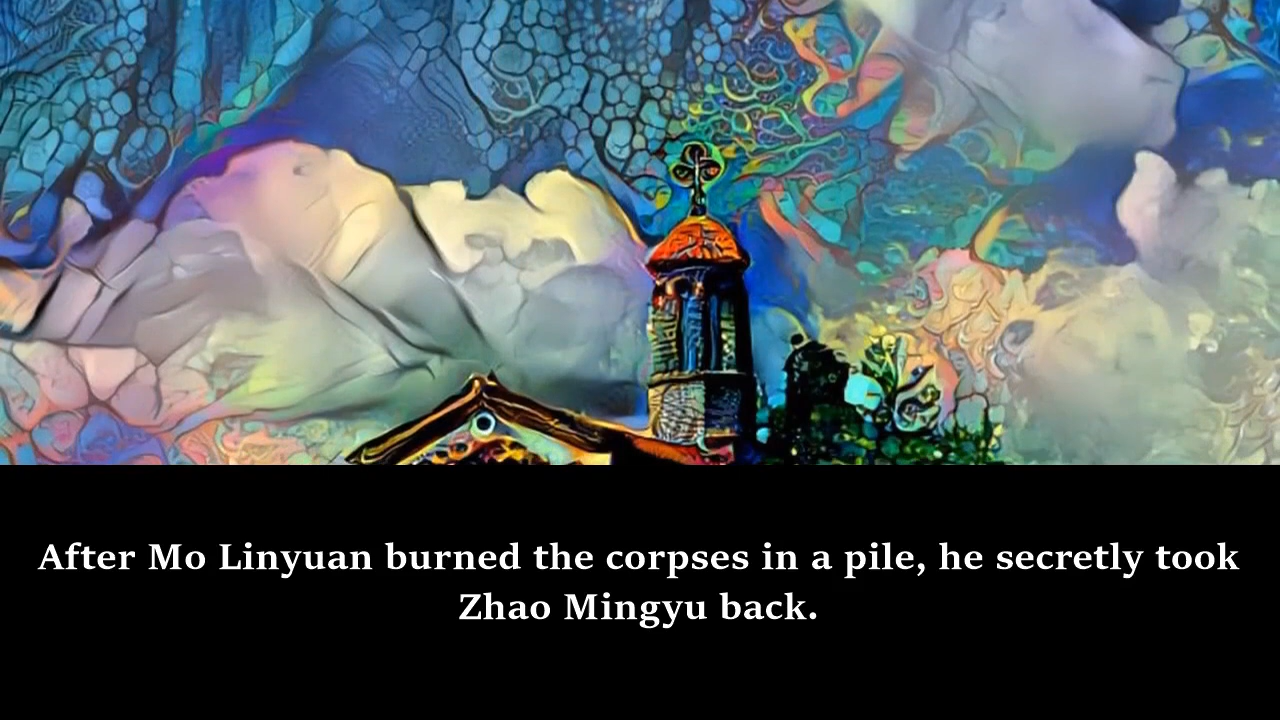 After Mo Linyuan burned the corpses in a pile, he secretly took
Zhao Mingyu back.